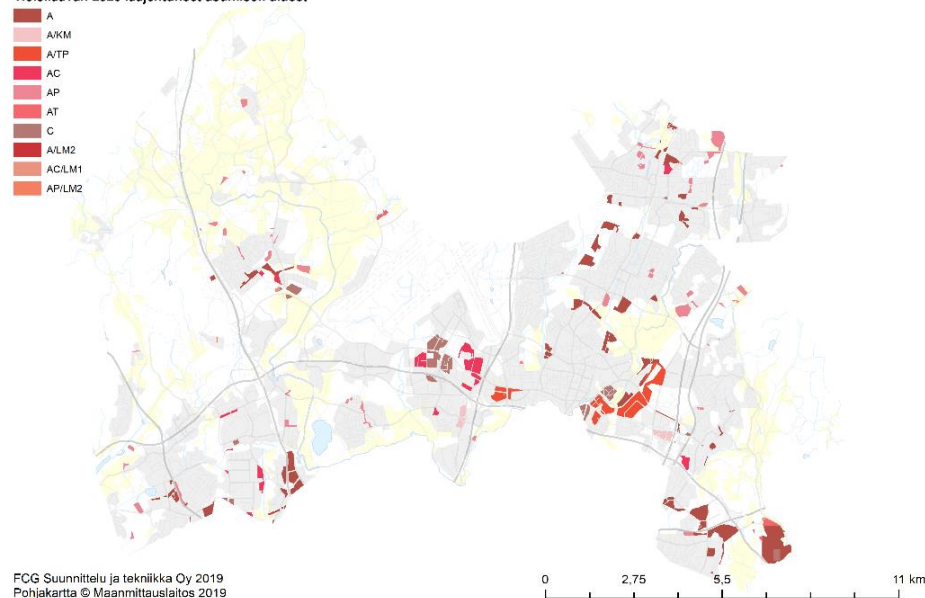 A
A/KM
A/TP
AC
AP
AT
C
A/LM2
AC/LM1
AP/LM2
FCG Suunnittelu ja tekniikka Oy 2019
Pohjakartta © Maanmittauslaitos 2019
0 2,75 5,5 11 km